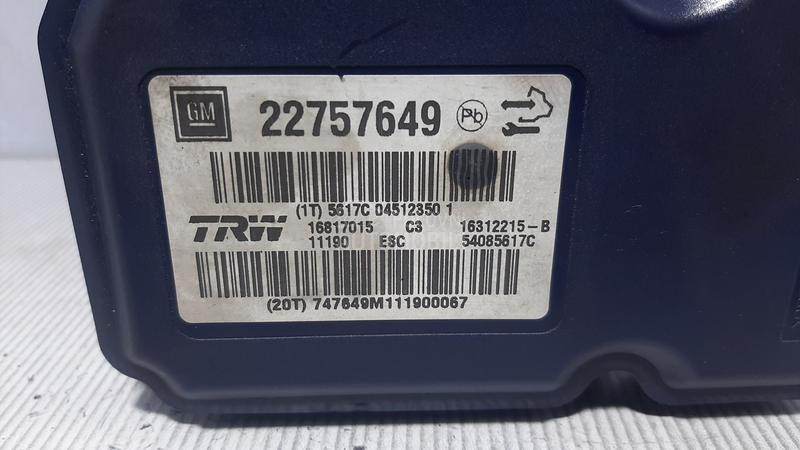 GM 22757649 Pb
(1T) 5617C 04512350 1
TRW 16817015 C3 16312215-B
11190 ESC 54085617C
(20T) 747649M111900067